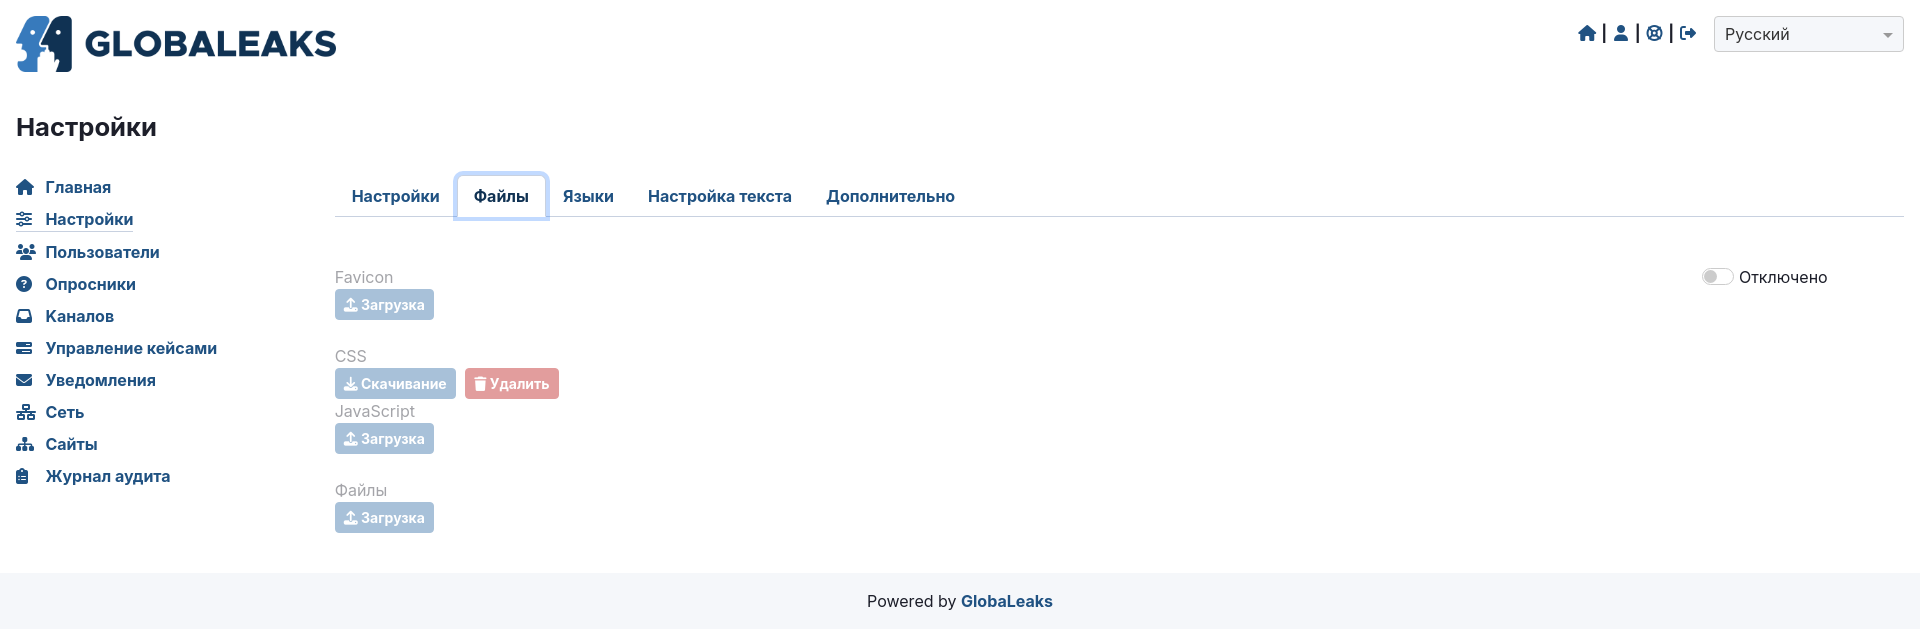 GLOBALEAKS
| | |
Русский
Настройки
Главная
Настройки
Пользователи
Опросники
Каналов
Управление кейсами
Уведомления
Сеть
Сайты
Журнал аудита
Настройки Файлы Языки Настройка текста Дополнительно
Favicon
Отключено
Загрузка
CSS
Скачивание Удалить
JavaScript
Загрузка
Файлы
Загрузка
Powered by GlobaLeaks